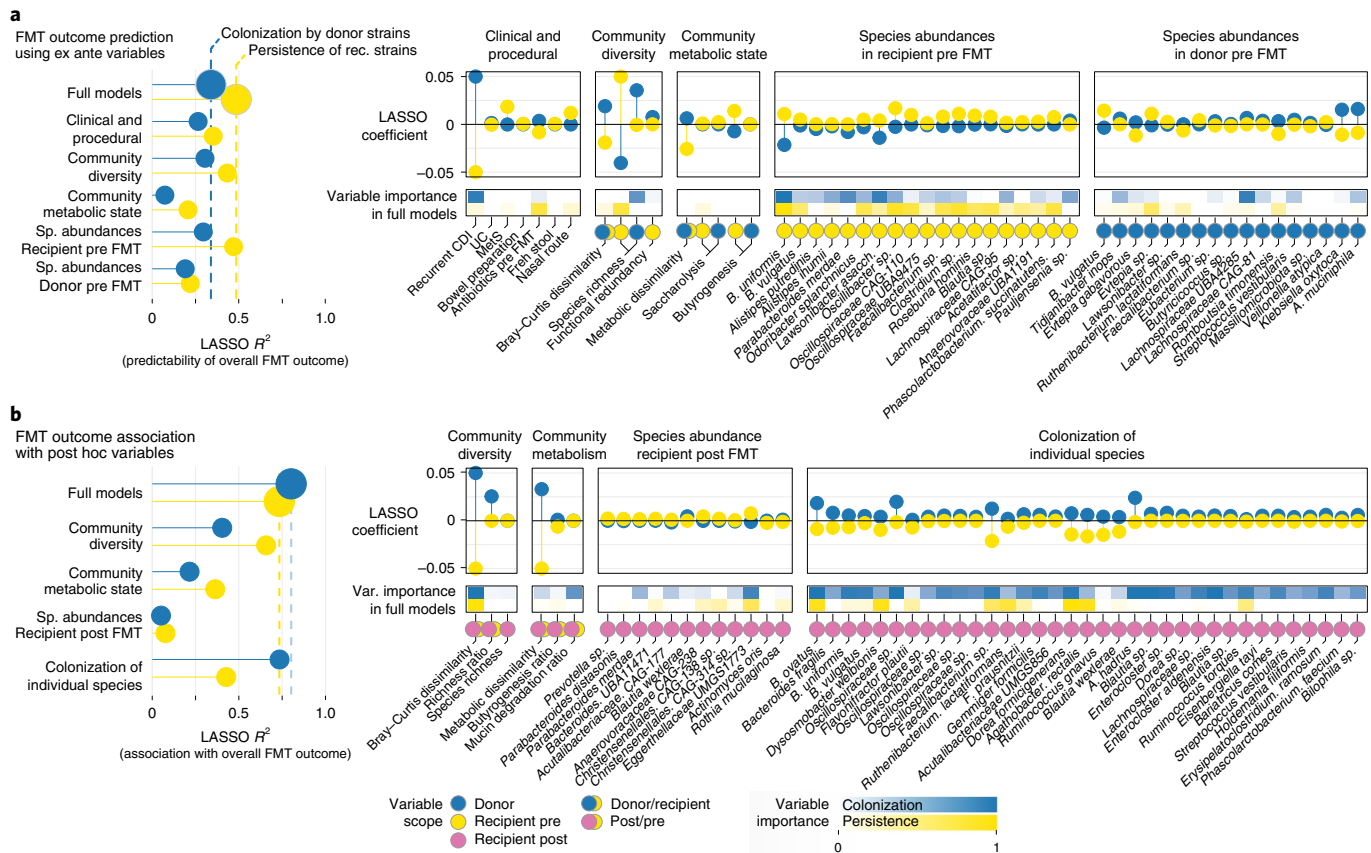 a
FMT outcome prediction
using ex ante variables
Colonization by donor strains
Persistence of rec. strains
Full models
Clinical and
procedural
Community
diversity
Community
metabolic state
Sp. abundances
Recipient pre FMT
Sp. abundances
Donor pre FMT
0
0.5
1.0
LASSO R²
(predictability of overall FMT outcome)
Clinical and
procedural
Community
diversity
Community
metabolic state
Species abundances
in recipient pre FMT
Species abundances
in donor pre FMT
0.05
LASSO
coefficient
0
−0.05
Variable importance
in full models
Recurrent CDI
UC
MetS
Bowel preparation
Antibiotics pre FMT
Freh stool
Nasal route
Bray–Curtis dissimilarity
Species richness
Functional redundancy
Metabolic dissimilarity
Saccharolysis
Butyrogenesis
B. uniformis
B. vulgatus
Alistipes putredinis
Alistipes shahii
Parabacteroides merdae
Odoribacter splanchnicus
Lawsonibacter asacch.
Oscillibacter sp.
Oscillospiraceae CAG-110
Oscillospiraceae UBA9475
Faecalibacterium sp.
Clostridium sp.
Roseburia hominis
Blautia sp.
Lachnospiraceae CAG-95
Acetatifactor sp.
Anaerovoraceae UBA1191
Phascolarctobacterium. succinatutens.
Pauljensenia sp.
B. vulgatus
Tidjanibacter inops
Evtepia gabavorous
Evtepia sp.
Lawsonibacter sp.
Ruthenibacterium. lactatiformans
Faecalibacterium sp.
Eubacterium sp.
Butyricicoccus sp.
Lachnospiraceae UBA4285
Lachnospiraceae CAG-81
Romboutsia timonensis
Streptococcus vestibularis
Massiliomicrobiota sp.
Veillonella atypica
Klebsiella oxytoca
A. muciniphila
b
FMT outcome association
with post hoc variables
Full models
Community
diversity
Community
metabolic state
Sp. abundances
Recipient post FMT
Colonization of
individual species
0
0.5
1.0
LASSO R²
(association with overall FMT outcome)
Community
diversity
Community
metabolism
Species abundance
recipient post FMT
Colonization of
individual species
0.05
LASSO
coefficient
0
−0.05
Var. importance
in full models
Bray–Curtis dissimilarity
Richness ratio
Species richness
Metabolic dissimilarity
Butyrogenesis ratio
Mucin degradation ratio
Prevotella sp.
Parabacteroides distasonis
Parabacteroides merdae
Bacteroides UBA11471
Acutalibacteraceae CAG-177
Blautia wexlerae
Anaerovoracaceae CAG-238
Christensenellales. CAG-138 sp.
Christensenellales. CAG-314 sp.
Eggerthellaceae UMGS1773
Actinomyces oris
Rothia mucilaginosa
B. ovatus
Bacteroides fragilis
B. uniformis
B. vulgatus
Dysosmobacter welbionis
Oscillospiraceae sp.
Flavonifractor plautii
Oscillospiraceae sp.
Lawsonibacter sp.
Oscillospiraceae sp.
Oscillospiraceae sp.
Faecalibacterium sp.
Ruthenibacterium. lactatiformans
F. prausnitzii
Gemmiger formicilis
Acutalibacteriaceae UMGS856
Dorea formicigenerans
Agathobacter. rectalis
Ruminococcus gnavus
Blautia wexlerae
A. hadrus
Blautia sp.
Enterocloster sp.
Dorea sp.
Lachnospiraceae sp.
Enterocloster aldensis
Blautia sp.
Ruminococcus torques
Eisenbergiella tayi
Banaricus caches
Streptococcus vestibularis
Holdemania filiformis
Erysipelatoclostridium. ramosum
Phascolarctobacterium. faecium
Bilophila sp.
Variable
scope
Donor
Recipient pre
Recipient post
Donor/recipient
Post/pre
Variable
importance
Colonization
Persistence
0
1